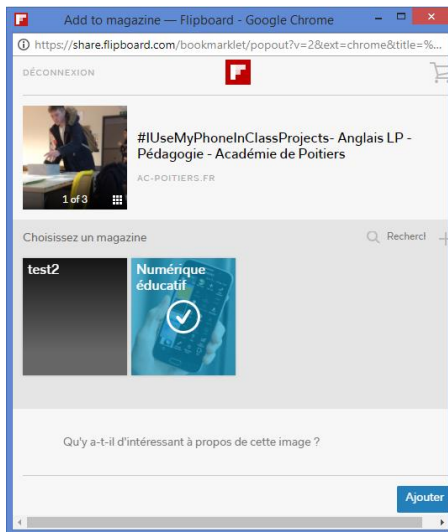 Add to magazine — Flipboard - Google Chrome
https://share.flipboard.com/bookmarklet/popout?v=2&ext=chrome&title=%...
DÉCONNEXION
#IUseMyPhoneInClassProjects- Anglais LP -
Pédagogie - Académie de Poitiers
AC-POITIERS.FR
1 of 3
Choisissez un magazine
Rechercl
test2
Numérique
éducatif
Qu'y a-t-il d'intéressant à propos de cette image ?
Ajouter